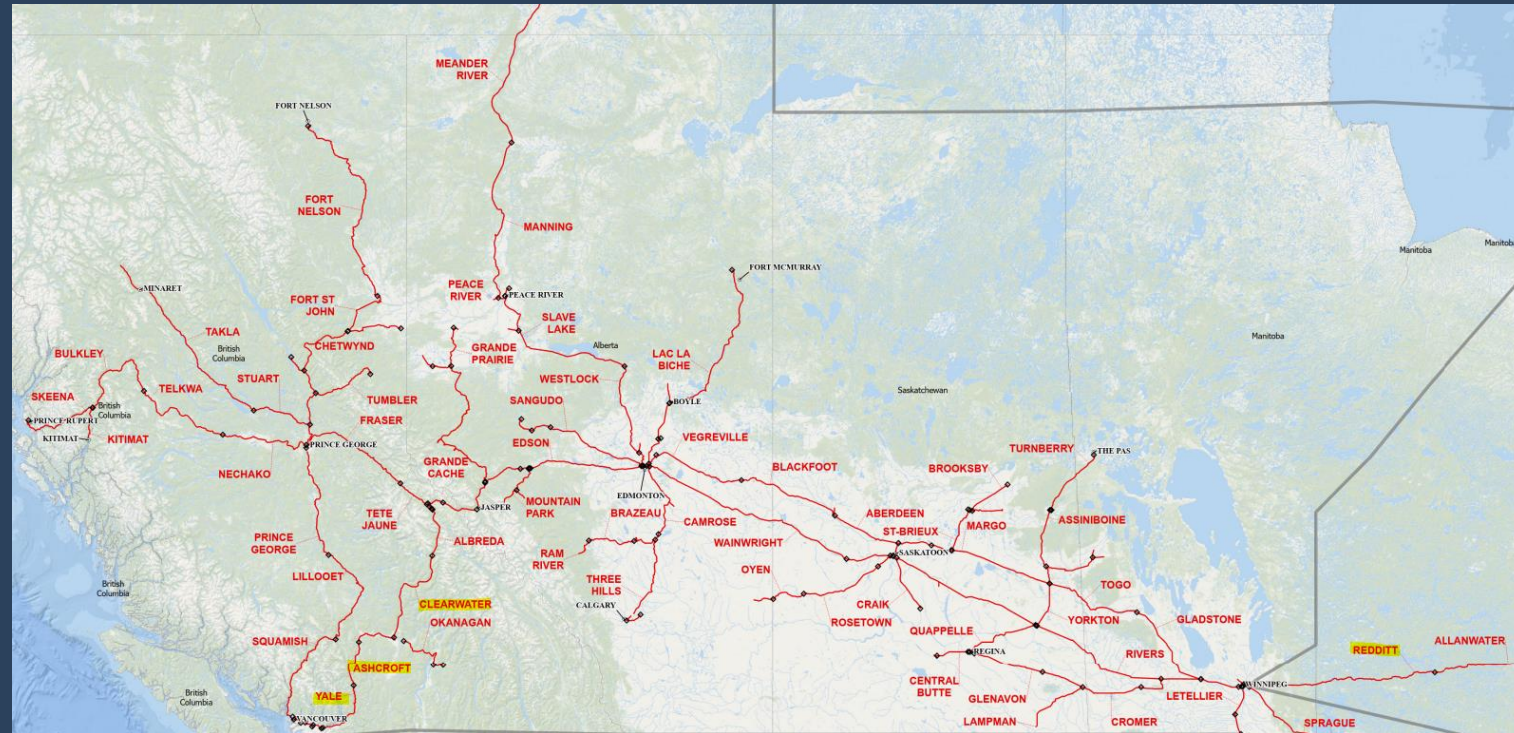 MEANDER
RIVER
FORT NELSON
FORT
NELSON
MANNING
Manitoba
Manitoba
MINARET
FORT ST
JOHN
PEACE
RIVER
PEACE RIVER
FORT MCMURRAY
TAKLA
British
Columbia
CHETWYND
SLAVE
LAKE
Alberta
Manitoba
BULKLEY
STUART
GRANDE
PRAIRIE
LAC LA
BICHE
WESTLOCK
TELKWA
TUMBLER
Saskatchewan
SKEENA
SANGUDO
BOYLE
British
Columbia
PRINCE RUPERT
FRASER
KITIMAT
KITIMAT
PRINCE GEORGE
EDSON
VEGREVILLE
TURNBERRY
THE PAS
NECHAKO
GRANDE
CACHE
BLACKFOOT
BROOKSBY
EDMONTON
JASPER
MOUNTAIN
PARK
BRAZEAU
TETE
JAUNE
CAMROSE
ABERDEEN
ASSINIBOINE
ST-BRIEUX
MARGO
PRINCE
GEORGE
ALBREDA
WAINWRIGHT
SASKATOON
RAM
RIVER
OYEN
LILLOOET
THREE
HILLS
TOGO
British
Columbia
CLEARWATER
OKANAGAN
CALGARY
CRAIK
ROSETOWN
YORKTON
GLADSTONE
QUAPPELLE
SQUAMISH
REGINA
RIVERS
REDDITT
ALLANWATER
ASHCROFT
CENTRAL
BUTTE
GLENAVON
LETELLIER
WINNIPEG
British
Columbia
YALE
VANCOUVER
LAMPMAN
CROMER
SPRAGUE